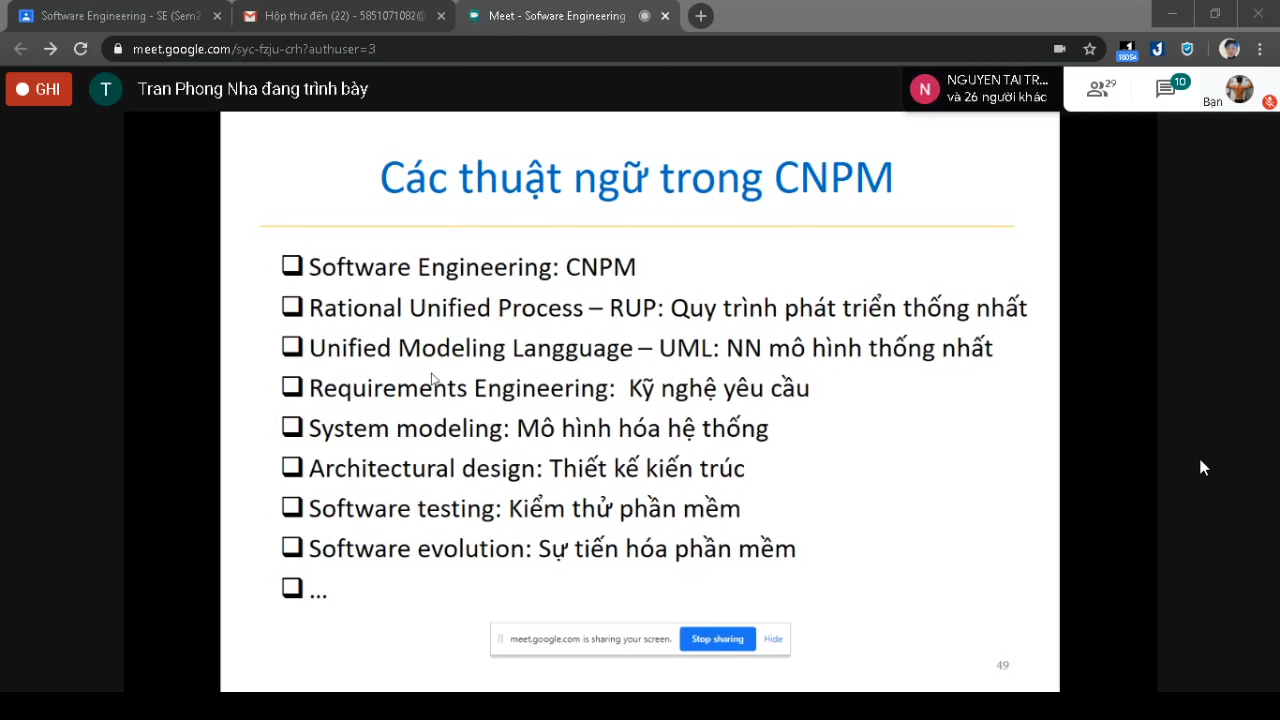 Software Engineering - SE (Sem2
Hộp thư đến (22) - 5851071082@
Meet - Sofware Engineering
meet.google.com/syc-fzju-crh?authuser=3
18054
GHI
T
Tran Phong Nha đang trình bày
N
NGUYEN TAI TR...
và 26 người khác
29
10
Bạn
Các thuật ngữ trong CNPM
Software Engineering: CNPM
Rational Unified Process – RUP: Quy trình phát triển thống nhất
Unified Modeling Langguage – UML: NN mô hình thống nhất
Requirements Engineering: Kỹ nghệ yêu cầu
System modeling: Mô hình hóa hệ thống
Architectural design: Thiết kế kiến trúc
Software testing: Kiểm thử phần mềm
Software evolution: Sự tiến hóa phần mềm
...
meet.google.com is sharing your screen. Stop sharing Hide
49